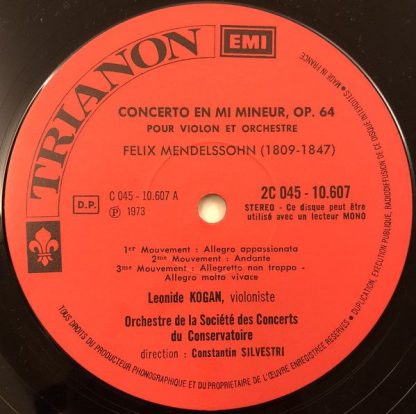 TRIANON
EMI
CONCERTO EN MI MINEUR, OP. 64
POUR VIOLON ET ORCHESTRE
FELIX MENDELSSOHN (1809-1847)
D.P.
C 045 - 10.607 A
℗ 1973
2C 045 - 10.607
STEREO - Ce disque peut être
utilisé avec un lecteur MONO
1er Mouvement : Allegro appassionata
2me Mouvement : Andante
3me Mouvement : Allegretto non troppo -
Allegro molto vivace
Leonide KOGAN, violoniste
Orchestre de la Société des Concerts
du Conservatoire
direction : Constantin SILVESTRI
TOUS DROITS DU PRODUCTEUR PHONOGRAPHIQUE ET DU PROPRIETAIRE DE L'ŒUVRE ENREGISTREE RESERVES • DUPLICATION, EXECUTION PUBLIQUE, RADIODIFFUSION DE CE DISQUE INTERDITES • MADE IN FRANCE